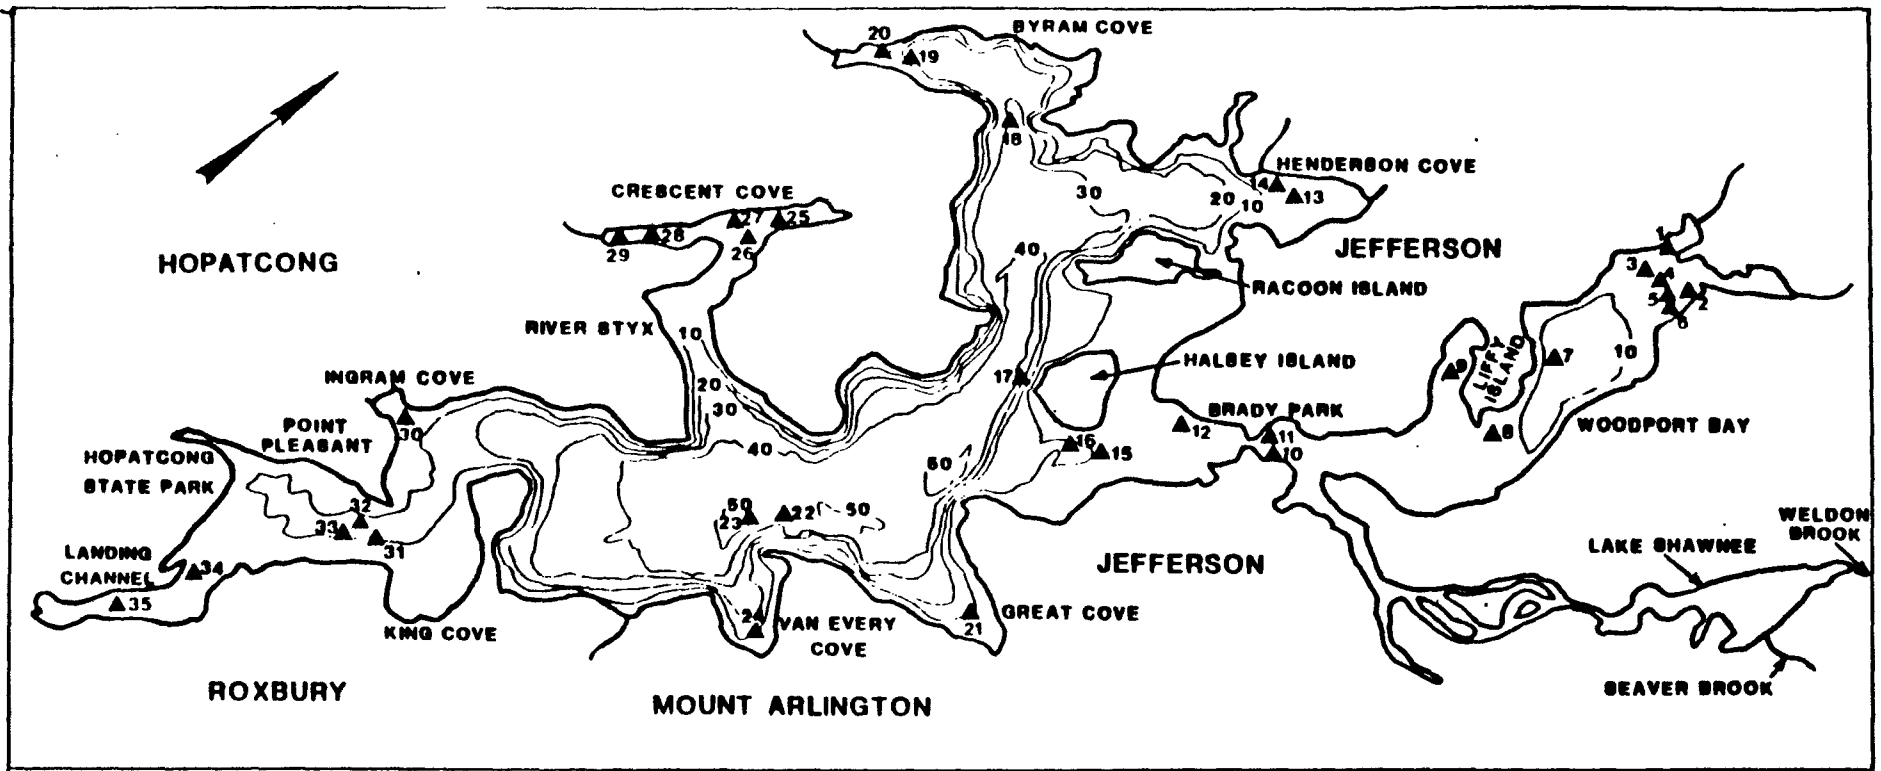 20
BYRAM COVE
19
18
HENDERSON COVE
14
13
30
20
10
CRESCENT COVE
27
25
29
28
26
HOPATCONG
JEFFERSON
40
RACOON ISLAND
1
3
4
5
2
6
RIVER STYX
10
HALSEY ISLAND
17
9
LIFFY
ISLAND
7
10
INGRAM COVE
20
30
30
POINT
PLEASANT
BRADY PARK
12
11
10
8
WOODPORT BAY
40
16
15
HOPATCONG
STATE PARK
50
50
23
22
50
32
33
31
LANDING
CHANNEL
34
35
KING COVE
24
VAN EVERY
COVE
21
GREAT COVE
JEFFERSON
WELDON
BROOK
LAKE SHAWNEE
BEAVER BROOK
ROXBURY
MOUNT ARLINGTON